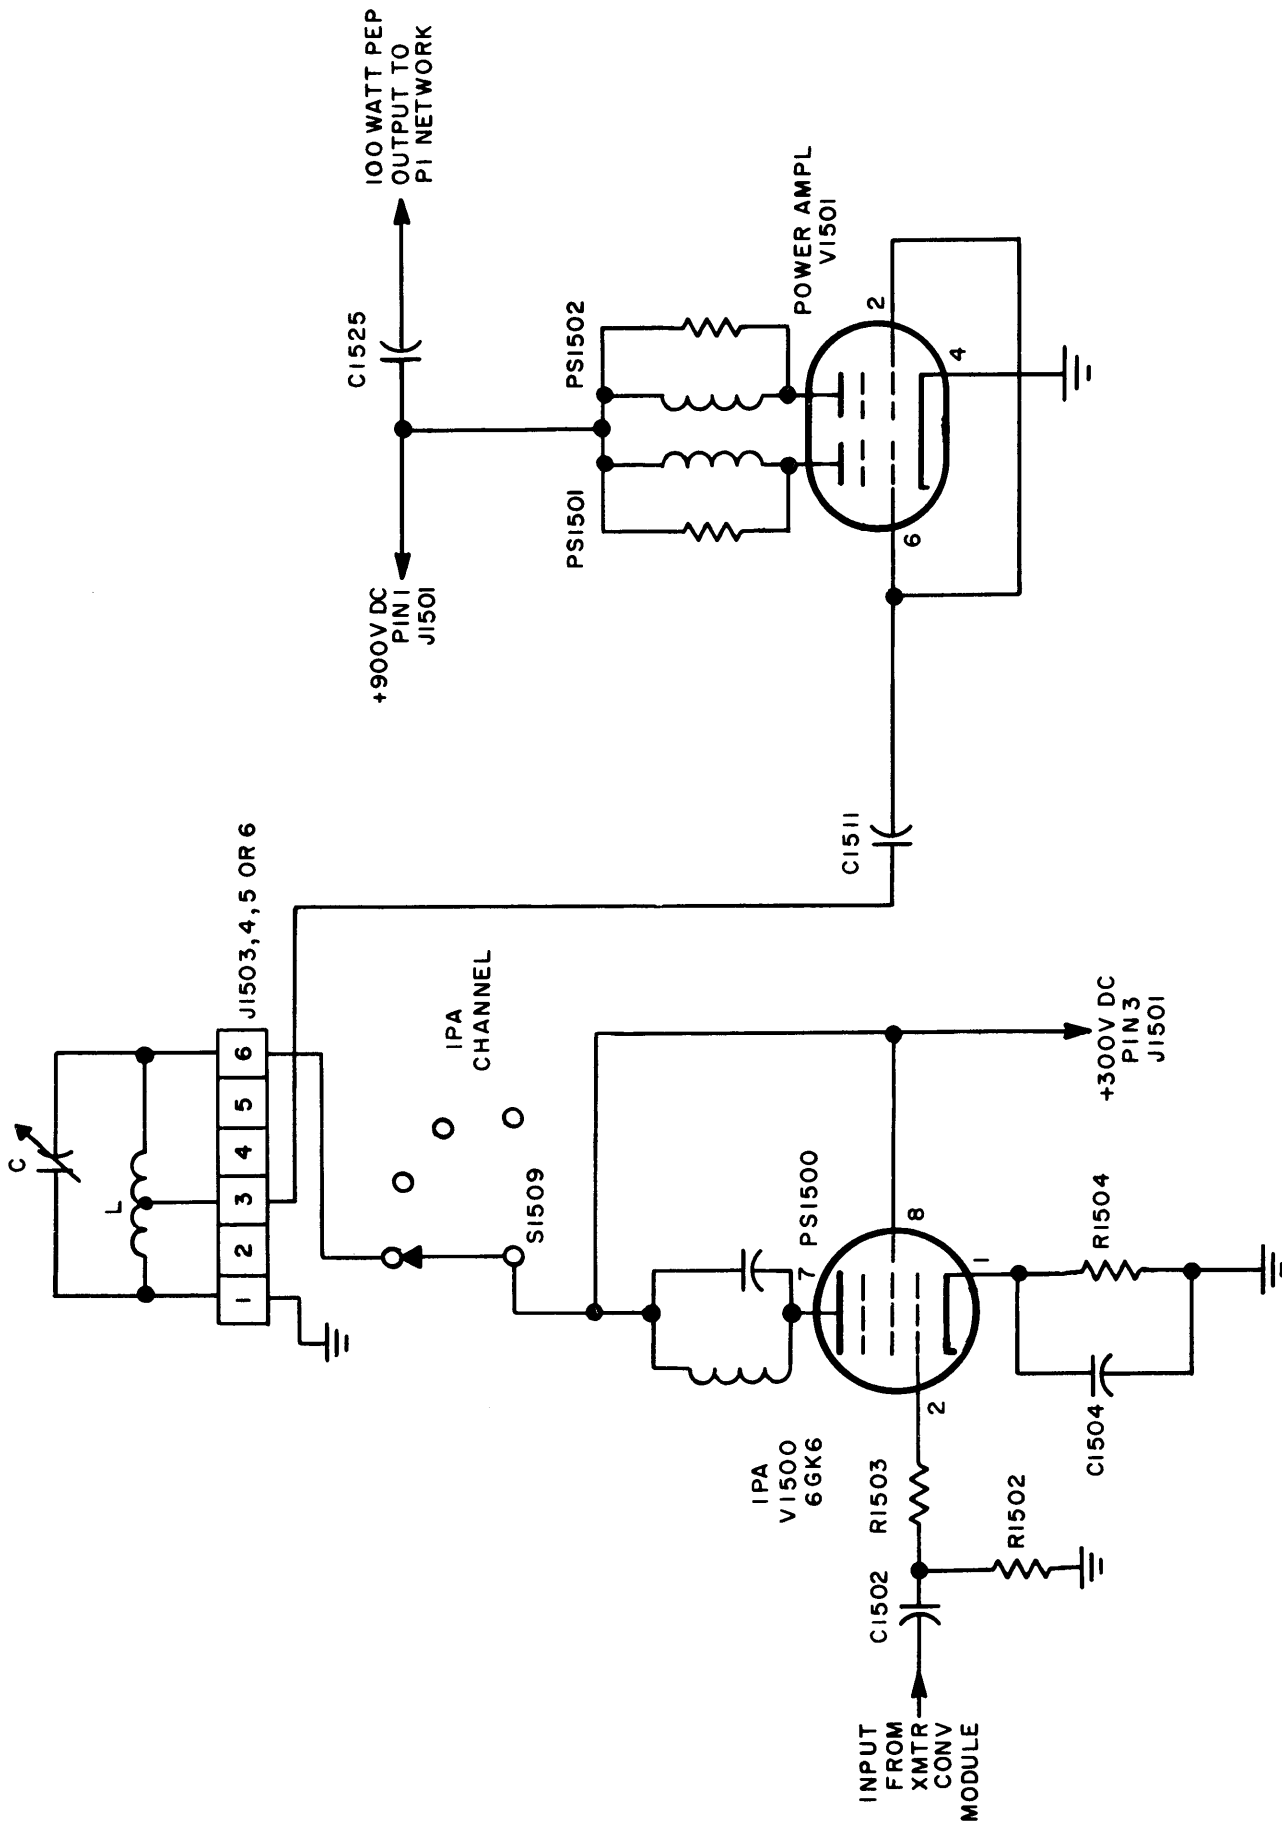 C
L
1
2
3
4
5
6
J1503, 4, 5 OR 6
IPA
CHANNEL
S1509
+900V DC
PIN 1
J1501
C1525
100 WATT PEP
OUTPUT TO
PI NETWORK
PS1501
PS1502
POWER AMPL
V1501
6
2
4
C1511
IPA
V1500
6GK6
PS1500
7
8
2
1
+300V DC
PIN 3
J1501
INPUT
FROM
XMTR
CONV
MODULE
C1502
R1503
R1502
C1504
R1504